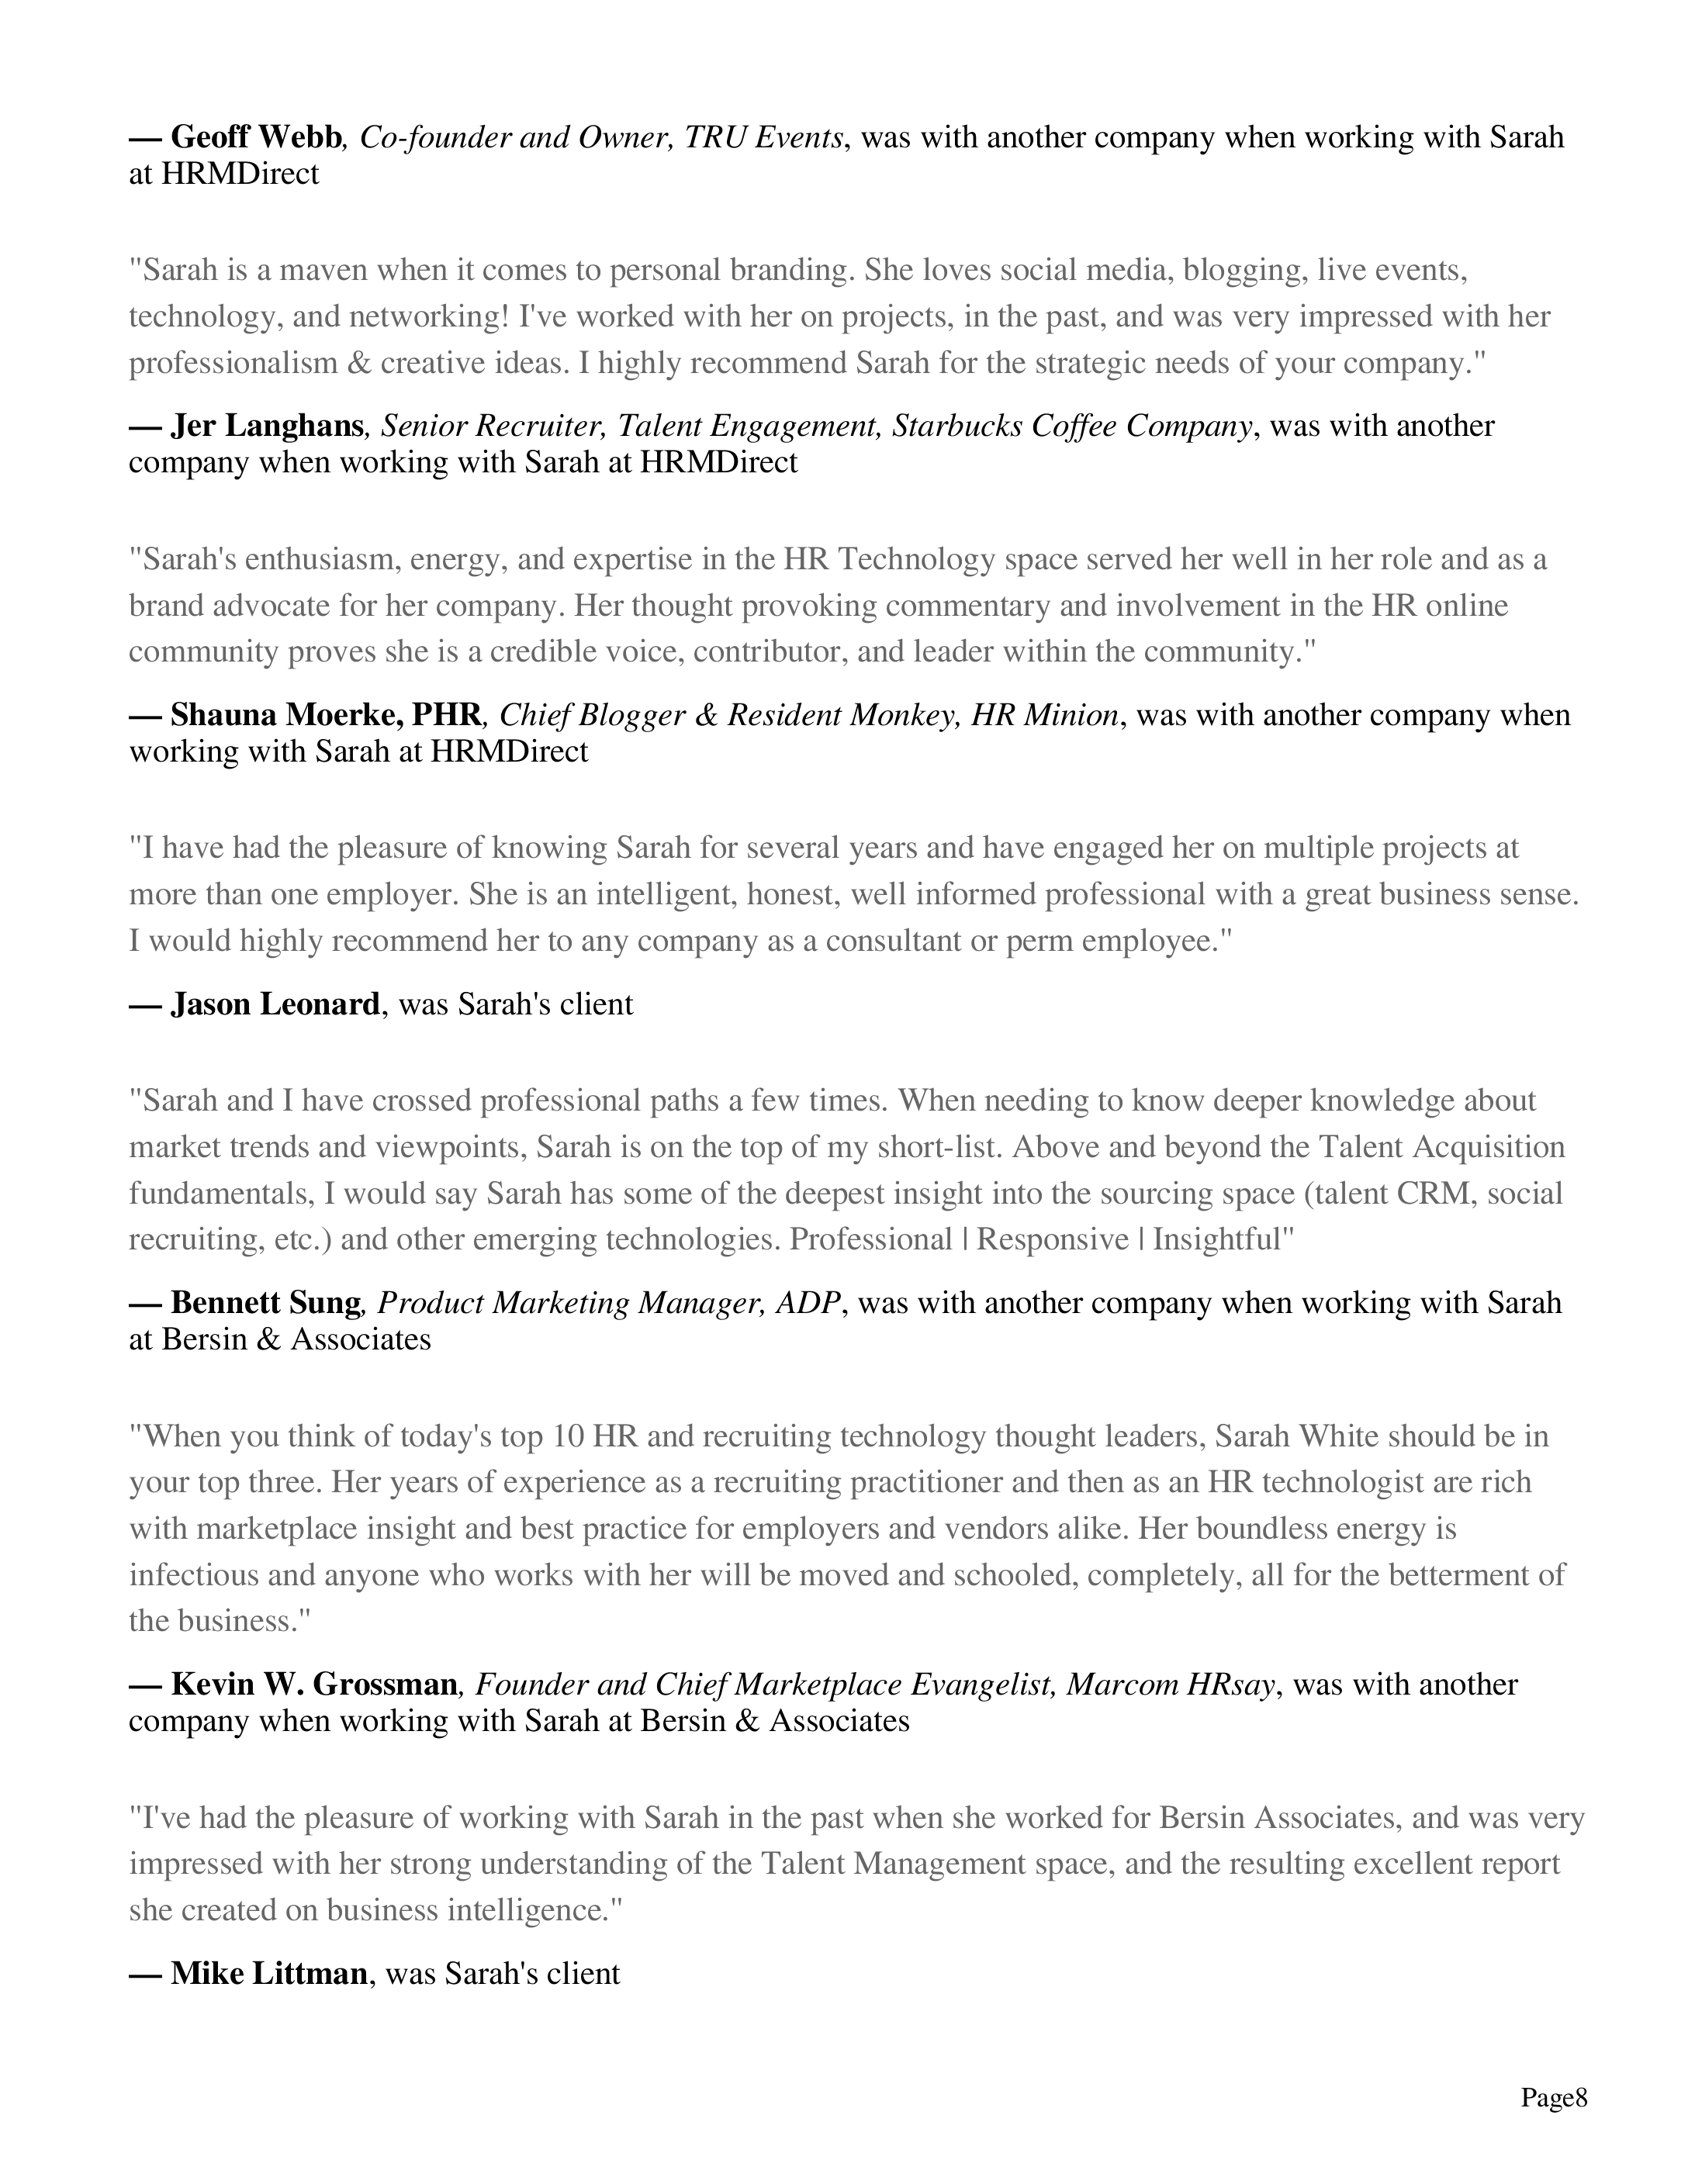 — Geoff Webb, Co-founder and Owner, TRU Events, was with another company when working with Sarah
at HRMDirect
"Sarah is a maven when it comes to personal branding. She loves social media, blogging, live events,
technology, and networking! I've worked with her on projects, in the past, and was very impressed with her
professionalism & creative ideas. I highly recommend Sarah for the strategic needs of your company."
— Jer Langhans, Senior Recruiter, Talent Engagement, Starbucks Coffee Company, was with another
company when working with Sarah at HRMDirect
"Sarah's enthusiasm, energy, and expertise in the HR Technology space served her well in her role and as a
brand advocate for her company. Her thought provoking commentary and involvement in the HR online
community proves she is a credible voice, contributor, and leader within the community."
— Shauna Moerke, PHR, Chief Blogger & Resident Monkey, HR Minion, was with another company when
working with Sarah at HRMDirect
"I have had the pleasure of knowing Sarah for several years and have engaged her on multiple projects at
more than one employer. She is an intelligent, honest, well informed professional with a great business sense.
I would highly recommend her to any company as a consultant or perm employee."
— Jason Leonard, was Sarah's client
"Sarah and I have crossed professional paths a few times. When needing to know deeper knowledge about
market trends and viewpoints, Sarah is on the top of my short-list. Above and beyond the Talent Acquisition
fundamentals, I would say Sarah has some of the deepest insight into the sourcing space (talent CRM, social
recruiting, etc.) and other emerging technologies. Professional | Responsive | Insightful"
— Bennett Sung, Product Marketing Manager, ADP, was with another company when working with Sarah
at Bersin & Associates
"When you think of today's top 10 HR and recruiting technology thought leaders, Sarah White should be in
your top three. Her years of experience as a recruiting practitioner and then as an HR technologist are rich
with marketplace insight and best practice for employers and vendors alike. Her boundless energy is
infectious and anyone who works with her will be moved and schooled, completely, all for the betterment of
the business."
— Kevin W. Grossman, Founder and Chief Marketplace Evangelist, Marcom HRsay, was with another
company when working with Sarah at Bersin & Associates
"I've had the pleasure of working with Sarah in the past when she worked for Bersin Associates, and was very
impressed with her strong understanding of the Talent Management space, and the resulting excellent report
she created on business intelligence."
— Mike Littman, was Sarah's client
Page8